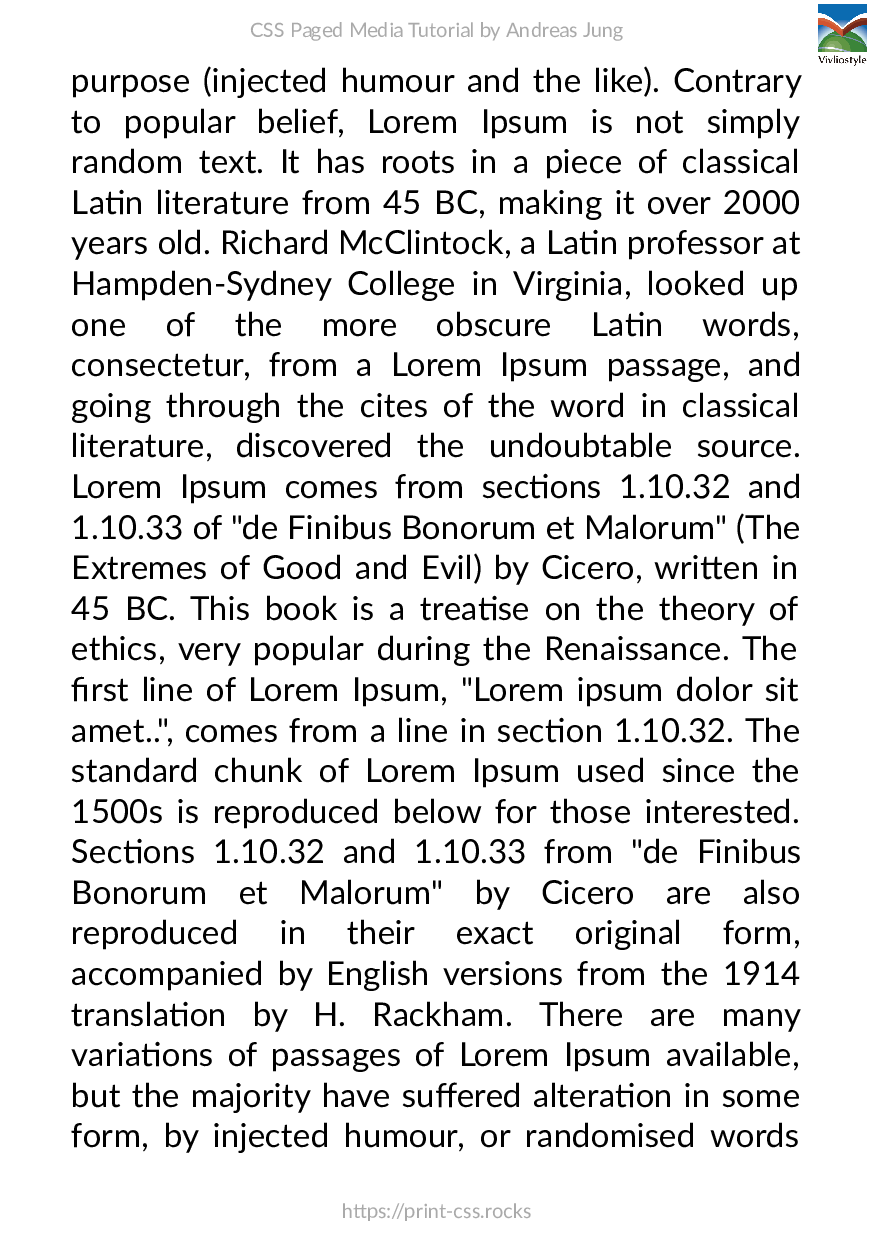 CSS Paged Media Tutorial by Andreas Jung
Vivliostyle
purpose (injected humour and the like). Contrary
to popular belief, Lorem Ipsum is not simply
random text. It has roots in a piece of classical
Latin literature from 45 BC, making it over 2000
years old. Richard McClintock, a Latin professor at
Hampden-Sydney College in Virginia, looked up
one of the more obscure Latin words,
consectetur, from a Lorem Ipsum passage, and
going through the cites of the word in classical
literature, discovered the undoubtable source.
Lorem Ipsum comes from sections 1.10.32 and
1.10.33 of "de Finibus Bonorum et Malorum" (The
Extremes of Good and Evil) by Cicero, written in
45 BC. This book is a treatise on the theory of
ethics, very popular during the Renaissance. The
first line of Lorem Ipsum, "Lorem ipsum dolor sit
amet..", comes from a line in section 1.10.32. The
standard chunk of Lorem Ipsum used since the
1500s is reproduced below for those interested.
Sections 1.10.32 and 1.10.33 from "de Finibus
Bonorum et Malorum" by Cicero are also
reproduced in their exact original form,
accompanied by English versions from the 1914
translation by H. Rackham. There are many
variations of passages of Lorem Ipsum available,
but the majority have suffered alteration in some
form, by injected humour, or randomised words
https://print-css.rocks